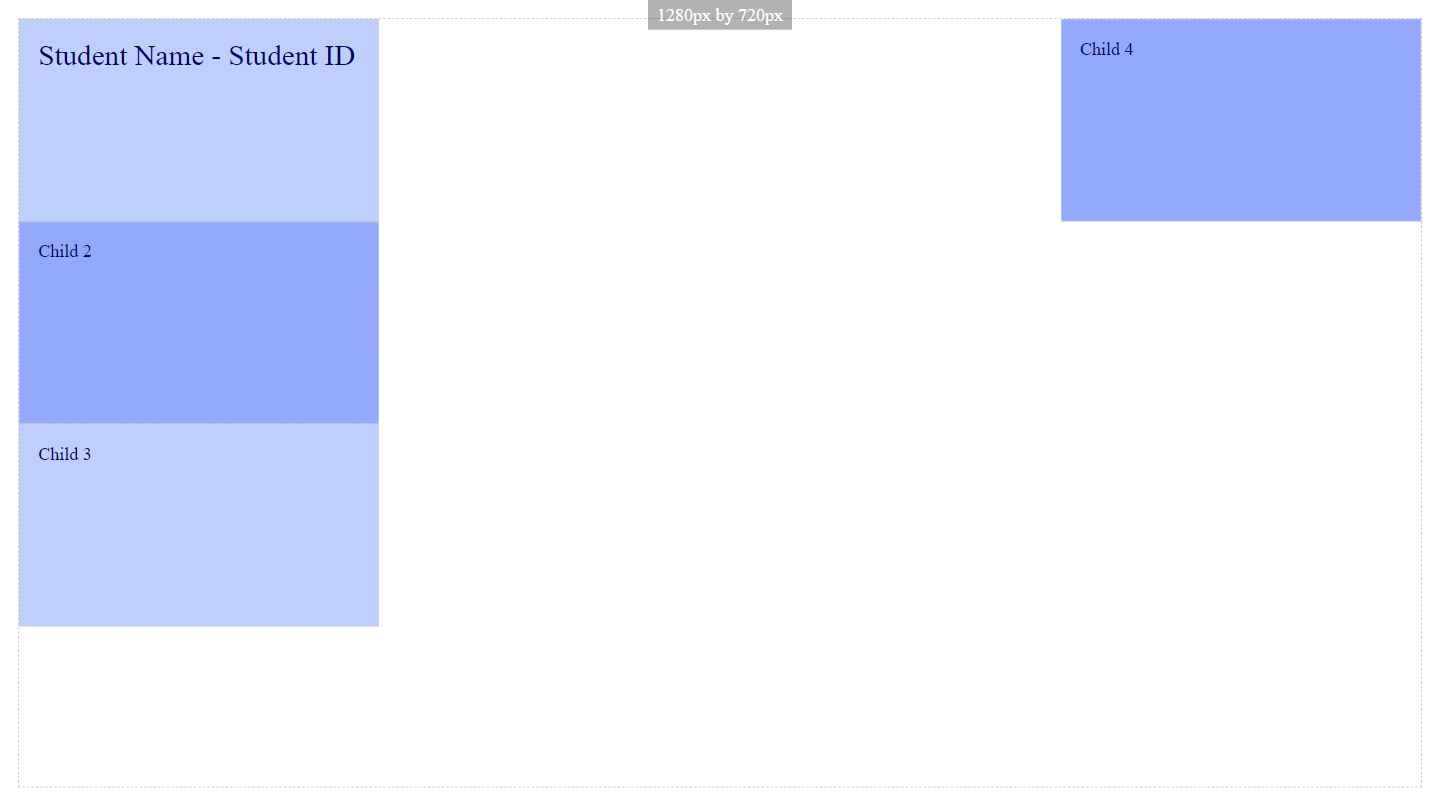 1280px by 720px
Student Name - Student ID
Child 4
Child 2
Child 3